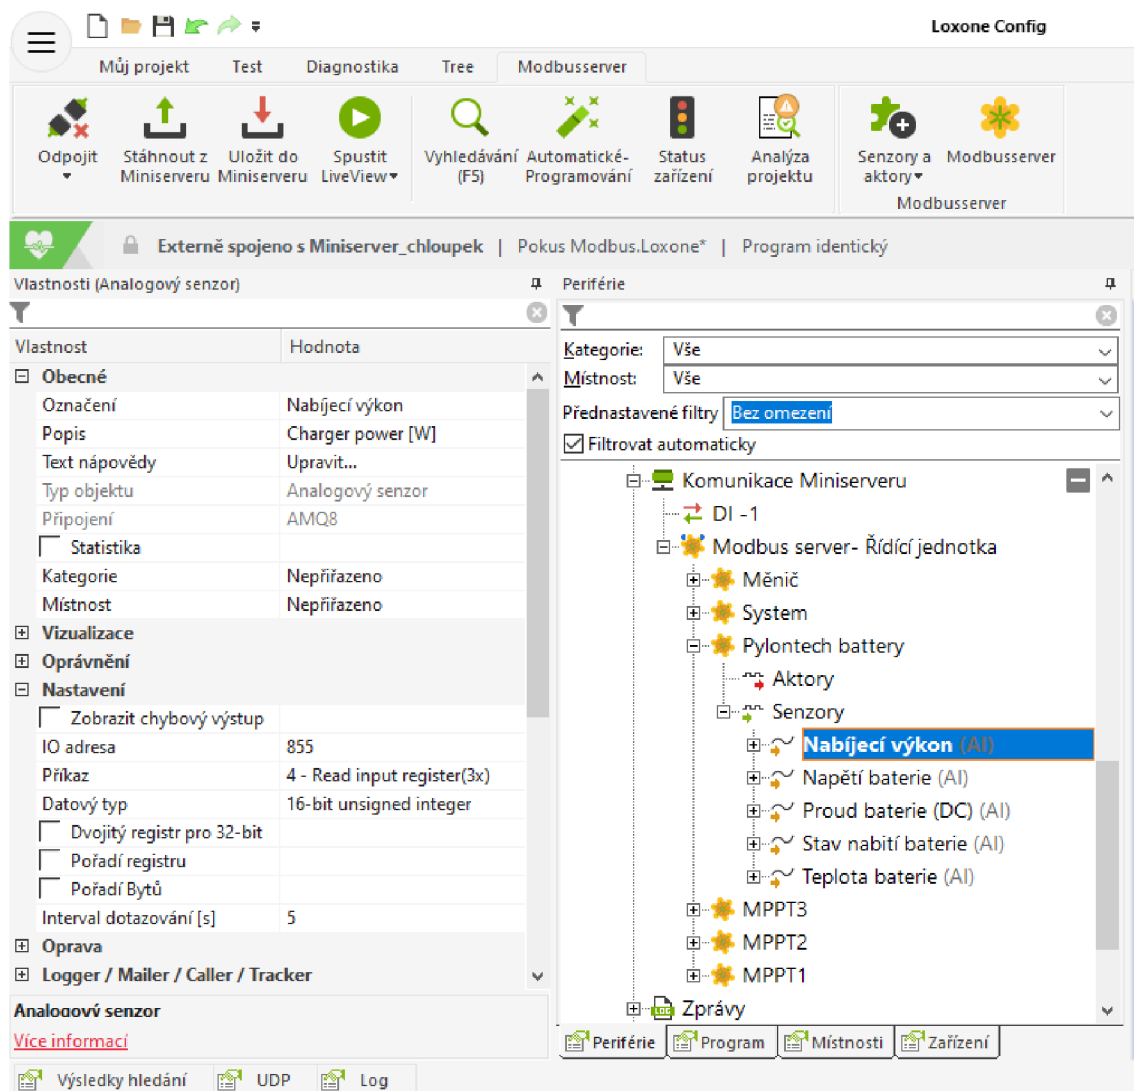 Loxone Config
Můj projekt Test Diagnostika Tree Modbusserver
Odpojit Stáhnout z Miniserveru Uložit do Miniserveru Spustit LiveView Vyhledávání (F5) Automatické-Programování Status zařízení Analýza projektu Senzory a aktory Modbusserver
Modbusserver
Externě spojeno s Miniserver_chloupek | Pokus Modbus.Loxone* | Program identický
Vlastnosti (Analogový senzor)
Vlastnost Hodnota
Obecné
Označení Nabíjecí výkon
Popis Charger power [W]
Text nápovědy Upravit...
Typ objektu Analogový senzor
Připojení AMQ8
Statistika
Kategorie Nepřiřazeno
Místnost Nepřiřazeno
Vizualizace
Oprávnění
Nastavení
Zobrazit chybový výstup
IO adresa 855
Příkaz 4 - Read input register(3x)
Datový typ 16-bit unsigned integer
Dvojitý registr pro 32-bit
Pořadí registru
Pořadí Bytů
Interval dotazování [s] 5
Oprava
Logger / Mailer / Caller / Tracker
Analogový senzor
Více informací
Periférie
Kategorie: Vše
Místnost: Vše
Přednastavené filtry Bez omezení
Filtrovat automaticky
Komunikace Miniserveru
DI -1
Modbus server- Řídící jednotka
Měnič
System
Pylontech battery
Aktory
Senzory
Nabíjecí výkon (AI)
Napětí baterie (AI)
Proud baterie (DC) (AI)
Stav nabití baterie (AI)
Teplota baterie (AI)
MPPT3
MPPT2
MPPT1
LOG Zprávy
Periférie Program Místnosti Zařízení
Výsledky hledání UDP Log